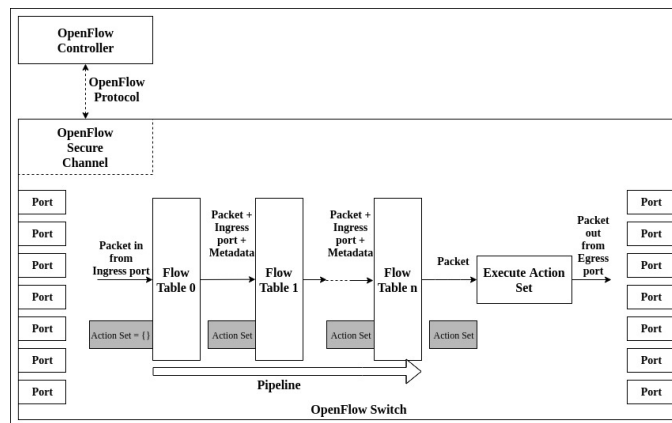 OpenFlow
Controller
OpenFlow
Protocol
OpenFlow
Secure
Channel
Port
Port
Port
Port
Port
Port
Port
Packet in
from
Ingress port
Flow
Table 0
Packet +
Ingress
port +
Metadata
Flow
Table 1
Packet +
Ingress
port +
Metadata
Flow
Table n
Packet
Execute Action
Set
Packet
out
from
Egress
port
Port
Port
Port
Port
Port
Port
Port
Action Set = {}
Action Set
Action Set
Action Set
Pipeline
OpenFlow Switch